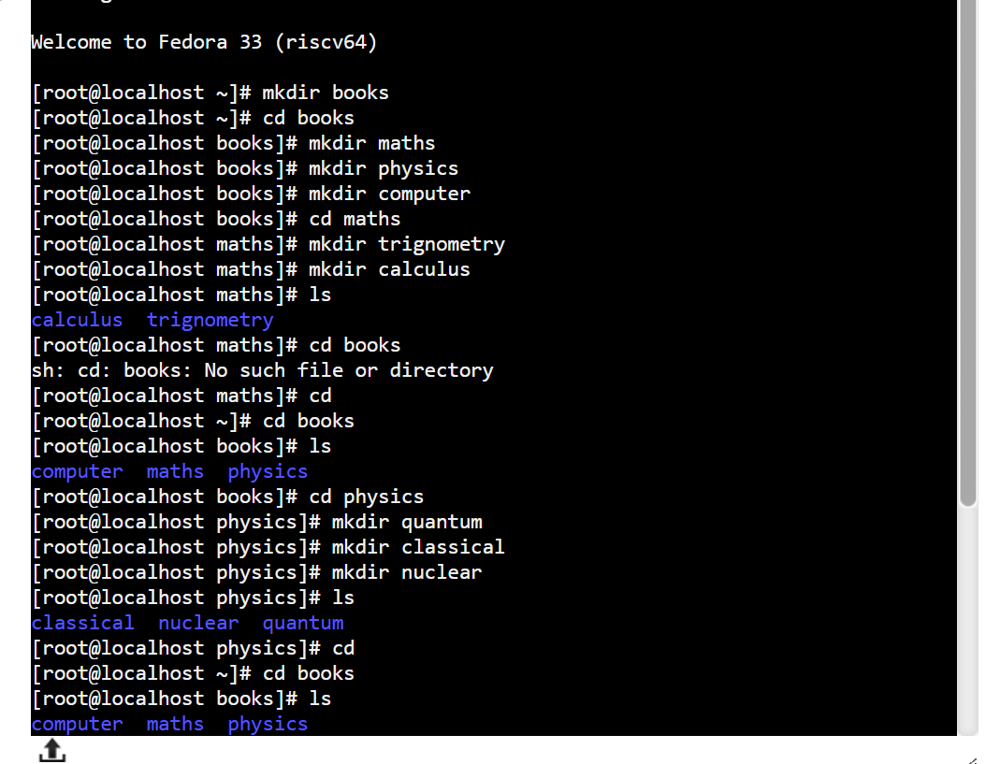 Welcome to Fedora 33 (riscv64)
[root@localhost ~]# mkdir books
[root@localhost ~]# cd books
[root@localhost books]# mkdir maths
[root@localhost books]# mkdir physics
[root@localhost books]# mkdir computer
[root@localhost books]# cd maths
[root@localhost maths]# mkdir trignometry
[root@localhost maths]# mkdir calculus
[root@localhost maths]# ls
calculus  trignometry
[root@localhost maths]# cd books
sh: cd: books: No such file or directory
[root@localhost maths]# cd
[root@localhost ~]# cd books
[root@localhost books]# ls
computer  maths  physics
[root@localhost books]# cd physics
[root@localhost physics]# mkdir quantum
[root@localhost physics]# mkdir classical
[root@localhost physics]# mkdir nuclear
[root@localhost physics]# ls
classical  nuclear  quantum
[root@localhost physics]# cd
[root@localhost ~]# cd books
[root@localhost books]# ls
computer  maths  physics